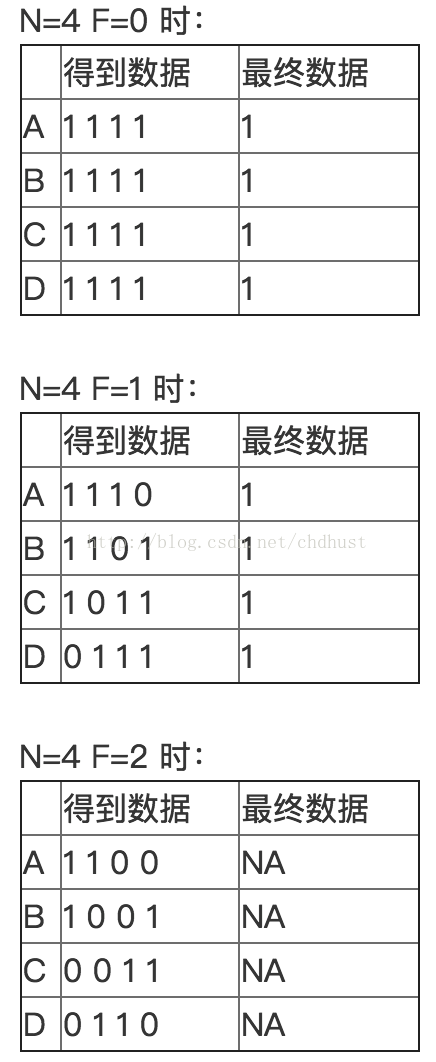 N=4 F=0 时：
得到数据 最终数据
A 1 1 1 1 1
B 1 1 1 1 1
C 1 1 1 1 1
D 1 1 1 1 1
N=4 F=1 时：
得到数据 最终数据
A 1 1 1 0 1
B 1 1 0 1 1
http://blog.csdn.net/chdhust
C 1 0 1 1 1
D 0 1 1 1 1
N=4 F=2 时：
得到数据 最终数据
A 1 1 0 0 NA
B 1 0 0 1 NA
C 0 0 1 1 NA
D 0 1 1 0 NA